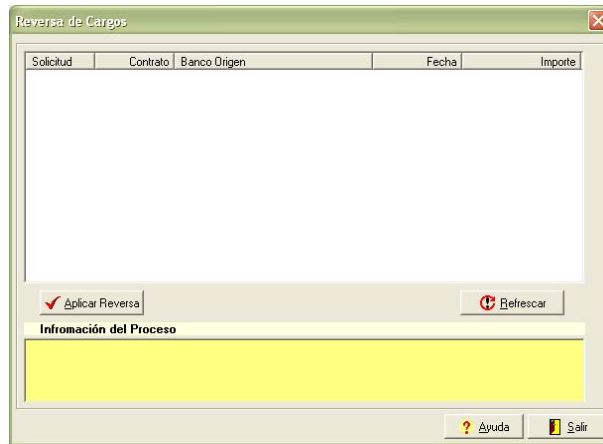 Reversa de Cargos
Solicitud Contrato Banco Origen Fecha Importe
Aplicar Reversa Refrescar
Infromación del Proceso
Ayuda Salir